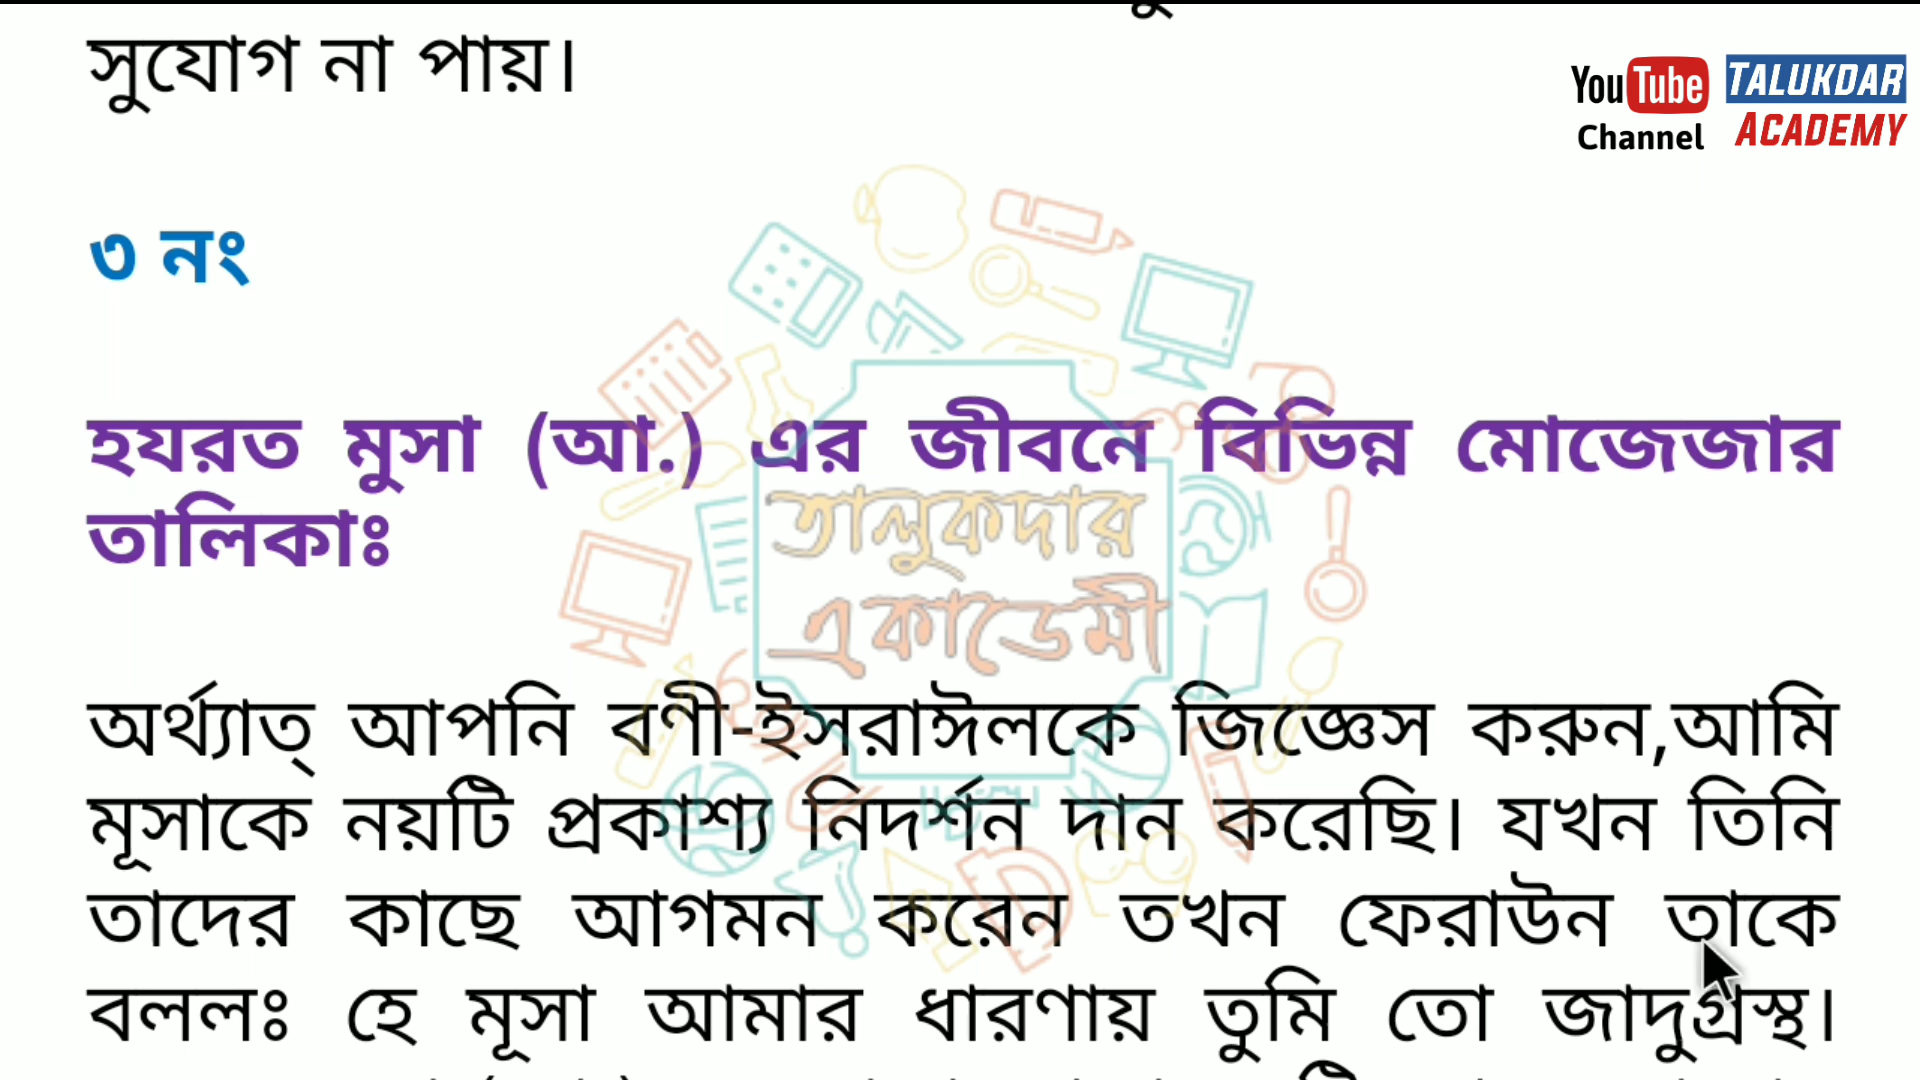 সুযোগ না পায়।
YouTube TALUKDAR
Channel ACADEMY
৩ নং
হযরত মুসা (আ.) এর জীবনে বিভিন্ন মোজেজার
তালিকাঃ
তালুকদার
একাডেমী
অর্থ্যাত্ আপনি বণী-ইসরাঈলকে জিজ্ঞেস করুন,আমি
মূসাকে নয়টি প্রকাশ্য নিদর্শন দান করেছি। যখন তিনি
তাদের কাছে আগমন করেন তখন ফেরাউন তাকে
বললঃ হে মূসা আমার ধারণায় তুমি তো জাদুগ্রস্থ।